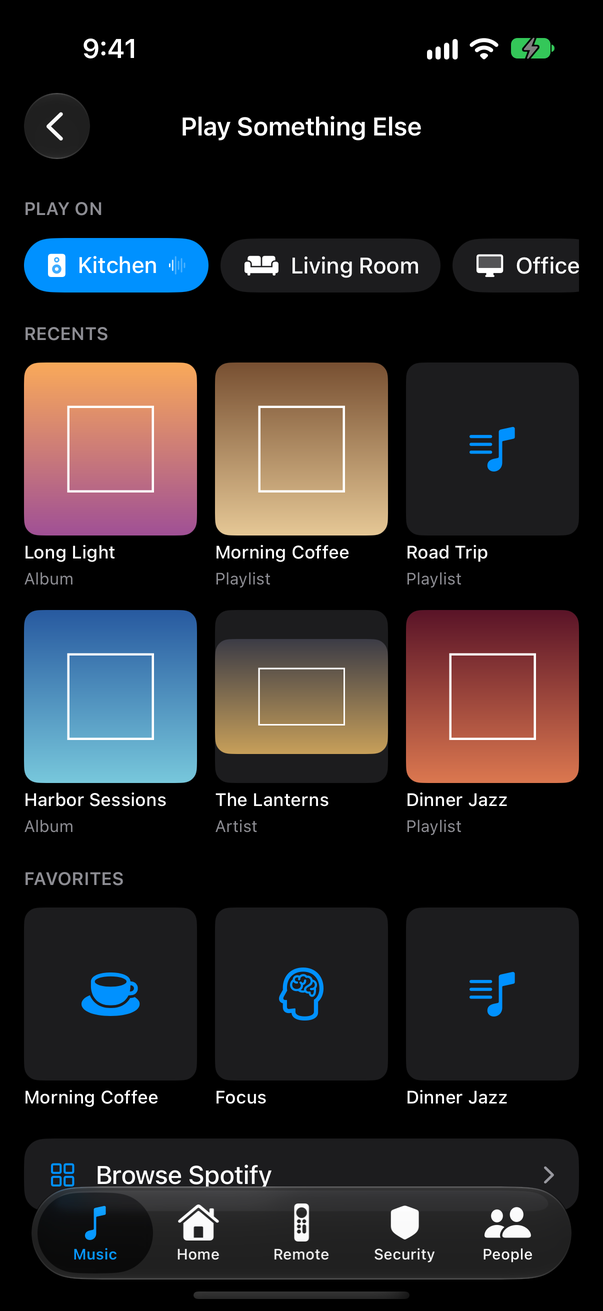 9:41
Play Something Else
PLAY ON
Kitchen
Living Room
Office
RECENTS
Long Light
Morning Coffee
Road Trip
Album
Playlist
Playlist
Harbor Sessions
The Lanterns
Dinner Jazz
Album
Artist
Playlist
FAVORITES
Morning Coffee
Focus
Dinner Jazz
Browse Spotify
Music
Home
Remote
Security
People